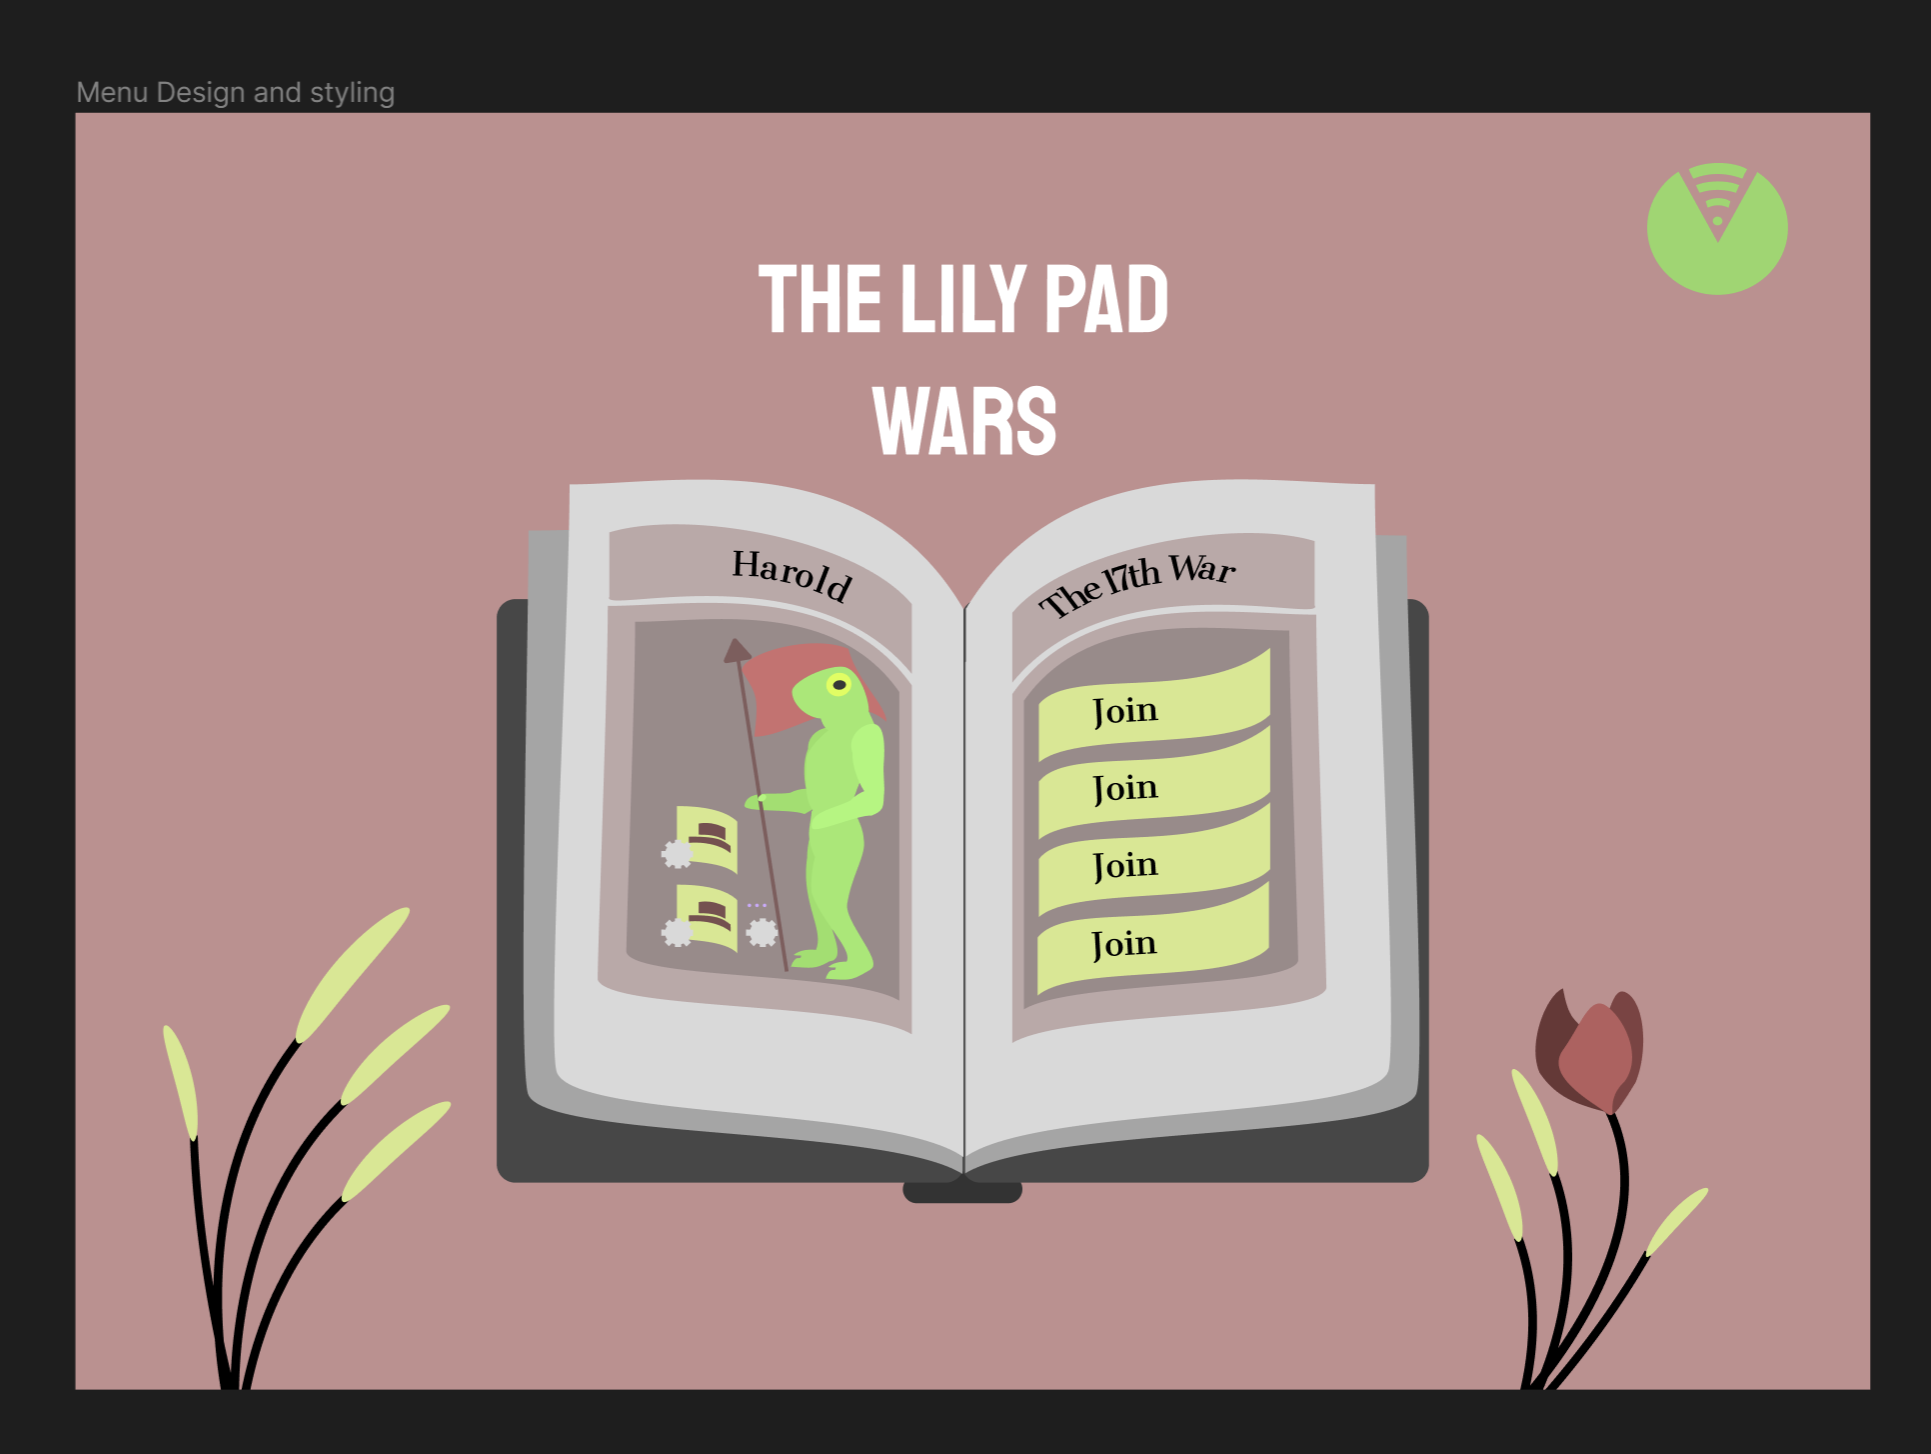 Menu Design and styling
THE LILY PAD
WARS
Harold
The 17th War
Join
Join
Join
Join